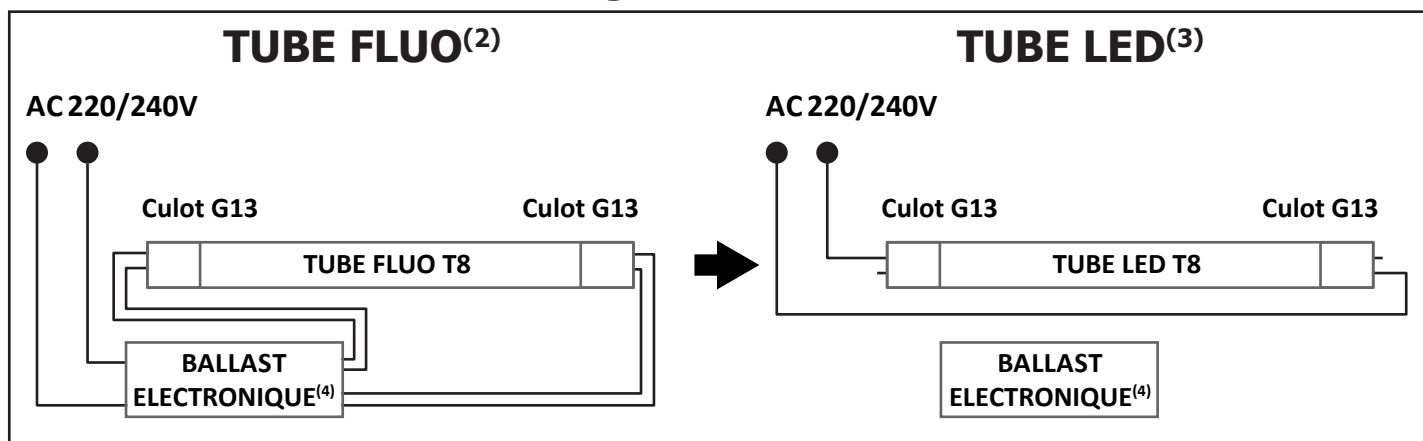 TUBE FLUO(2)
AC 220/240V
Culot G13
Culot G13
TUBE FLUO T8
BALLAST
ELECTRONIQUE(4)
TUBE LED(3)
AC 220/240V
Culot G13
Culot G13
TUBE LED T8
BALLAST
ELECTRONIQUE(4)